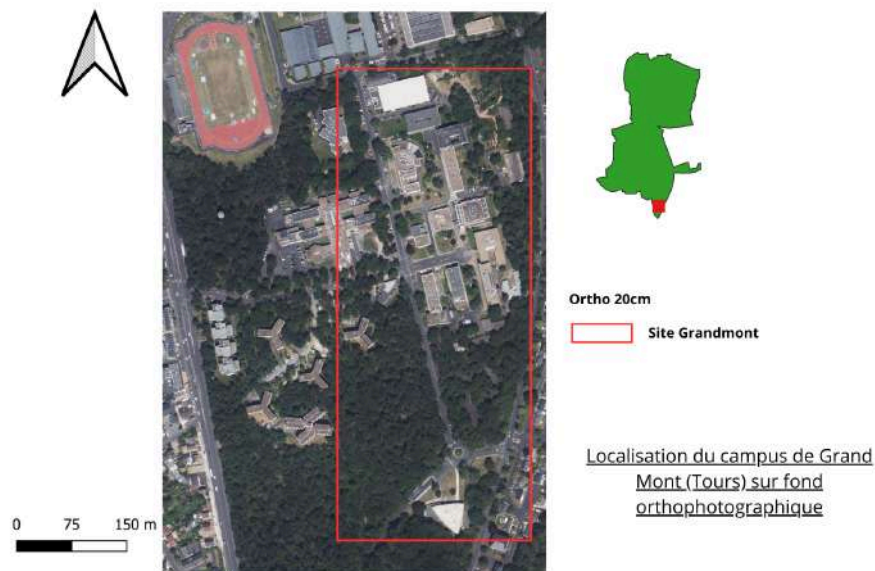 Ortho 20cm
Site Grandmont
Localisation du campus de Grand
Mont (Tours) sur fond
orthophotographique
0 75 150 m